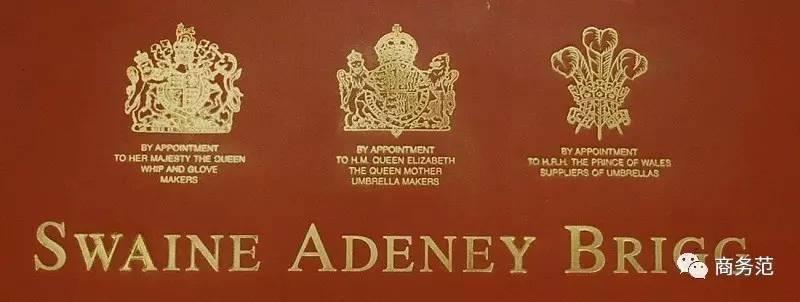 BY APPOINTMENT
TO HER MAJESTY THE QUEEN
WHIP AND GLOVE
MAKERS
BY APPOINTMENT
TO H.M. QUEEN ELIZABETH
THE QUEEN MOTHER
UMBRELLA MAKERS
BY APPOINTMENT
TO H.R.H. THE PRINCE OF WALES
SUPPLIERS OF UMBRELLAS
SWAINE ADENEY BRIGG
商务范